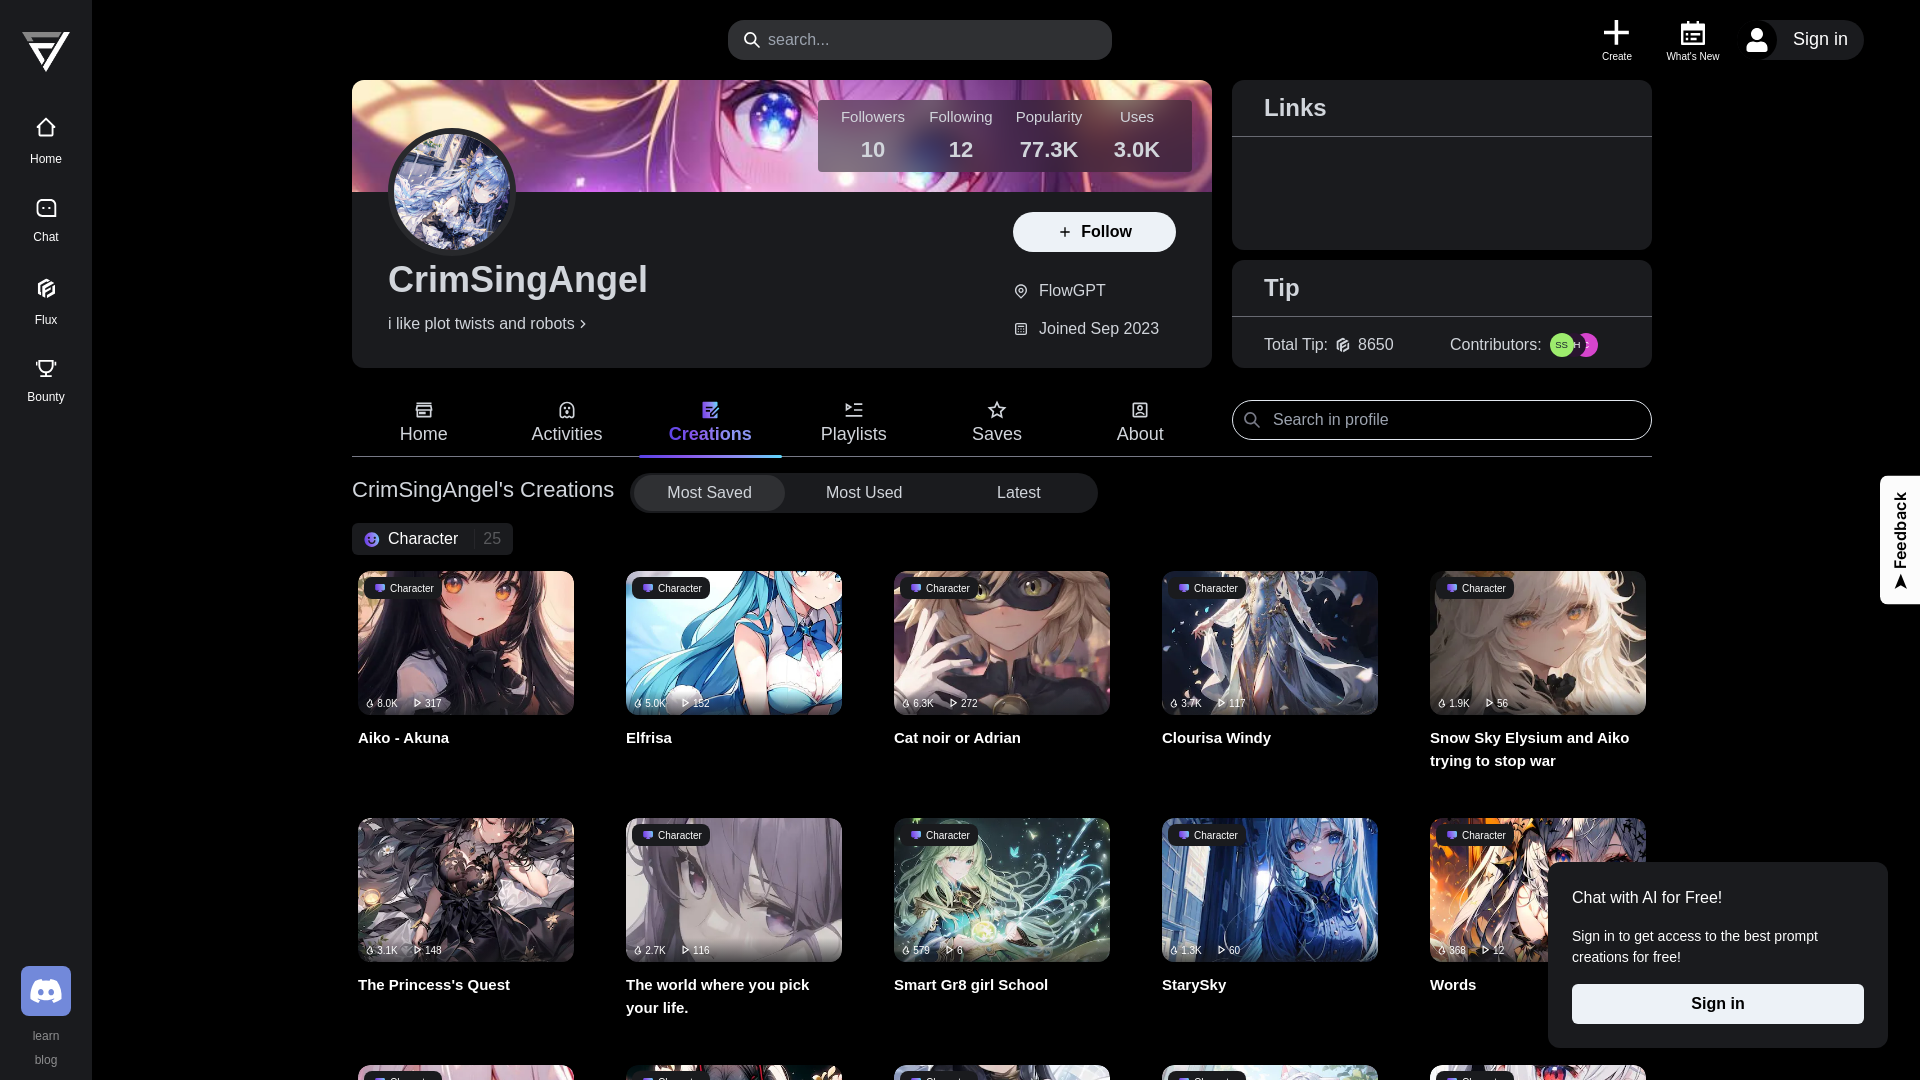 search...
Create
What's New
Sign in
Home
Chat
Flux
Bounty
learn
blog
Followers
Following
Popularity
Uses
10
12
77.3K
3.0K
Follow
CrimSingAngel
i like plot twists and robots
FlowGPT
Joined Sep 2023
Links
Tip
Total Tip:
8650
Contributors:
SS
H
C
Home
Activities
Creations
Playlists
Saves
About
Search in profile
CrimSingAngel's Creations
Most Saved
Most Used
Latest
Character
25
Feedback
Character
8.0K
317
Aiko - Akuna
Character
5.0K
152
Elfrisa
Character
6.3K
272
Cat noir or Adrian
Character
3.7K
117
Clourisa Windy
Character
1.9K
56
Snow Sky Elysium and Aiko
trying to stop war
3.1K
148
The Princess's Quest
Character
2.7K
116
The world where you pick
your life.
Character
579
6
Smart Gr8 girl School
Character
1.3K
60
StarySky
Character
368
12
Words
Chat with AI for Free!
Sign in to get access to the best prompt
creations for free!
Sign in